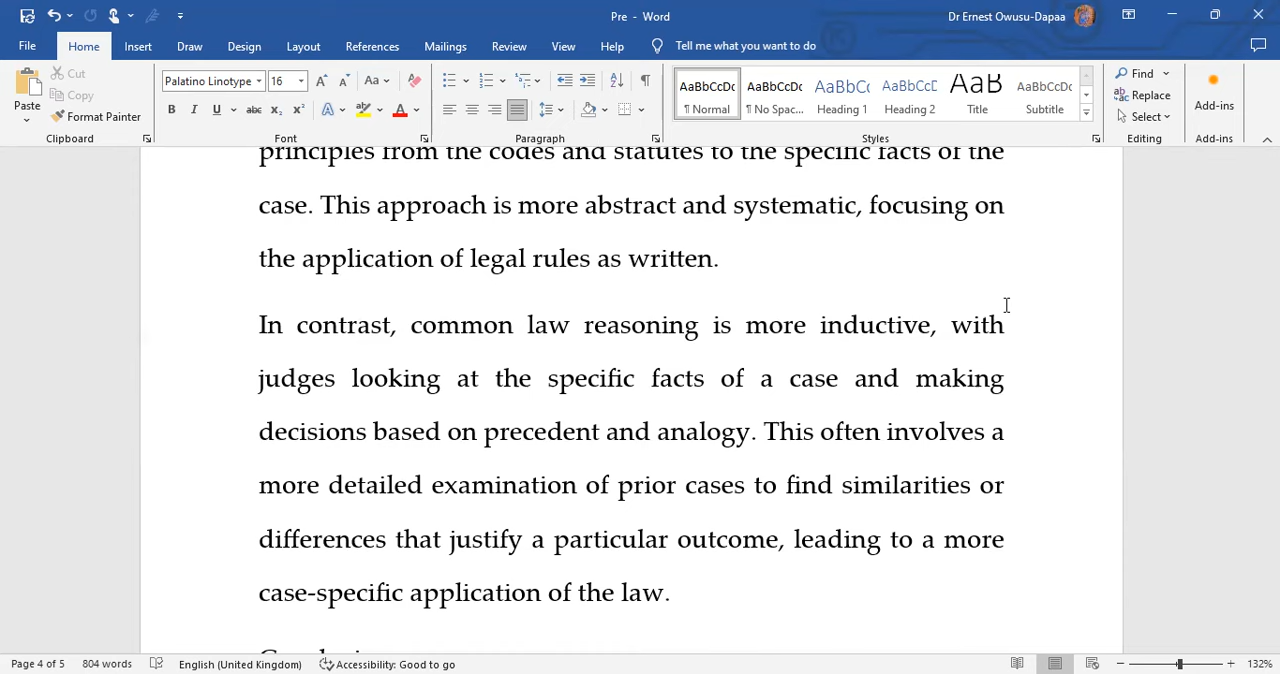 Pre - Word
Dr Ernest Owusu-Dapaa
File Home Insert Draw Design Layout References Mailings Review View Help Tell me what you want to do
Paste
Cut
Copy
Format Painter
Clipboard
Palatino Linotype 16
Font
Paragraph
AaBbCcDc AaBbCcDc AaBbCc AaBbCcD AaB AaBbCcDc
¶ Normal ¶ No Spac... Heading 1 Heading 2 Title Subtitle
Styles
Find
Replace
Select
Editing
Add-ins
Add-ins
principles from the codes and statutes to the specific facts of the
case. This approach is more abstract and systematic, focusing on
the application of legal rules as written.
In contrast, common law reasoning is more inductive, with
judges looking at the specific facts of a case and making
decisions based on precedent and analogy. This often involves a
more detailed examination of prior cases to find similarities or
differences that justify a particular outcome, leading to a more
case-specific application of the law.
Page 4 of 5 804 words English (United Kingdom) Accessibility: Good to go 132%